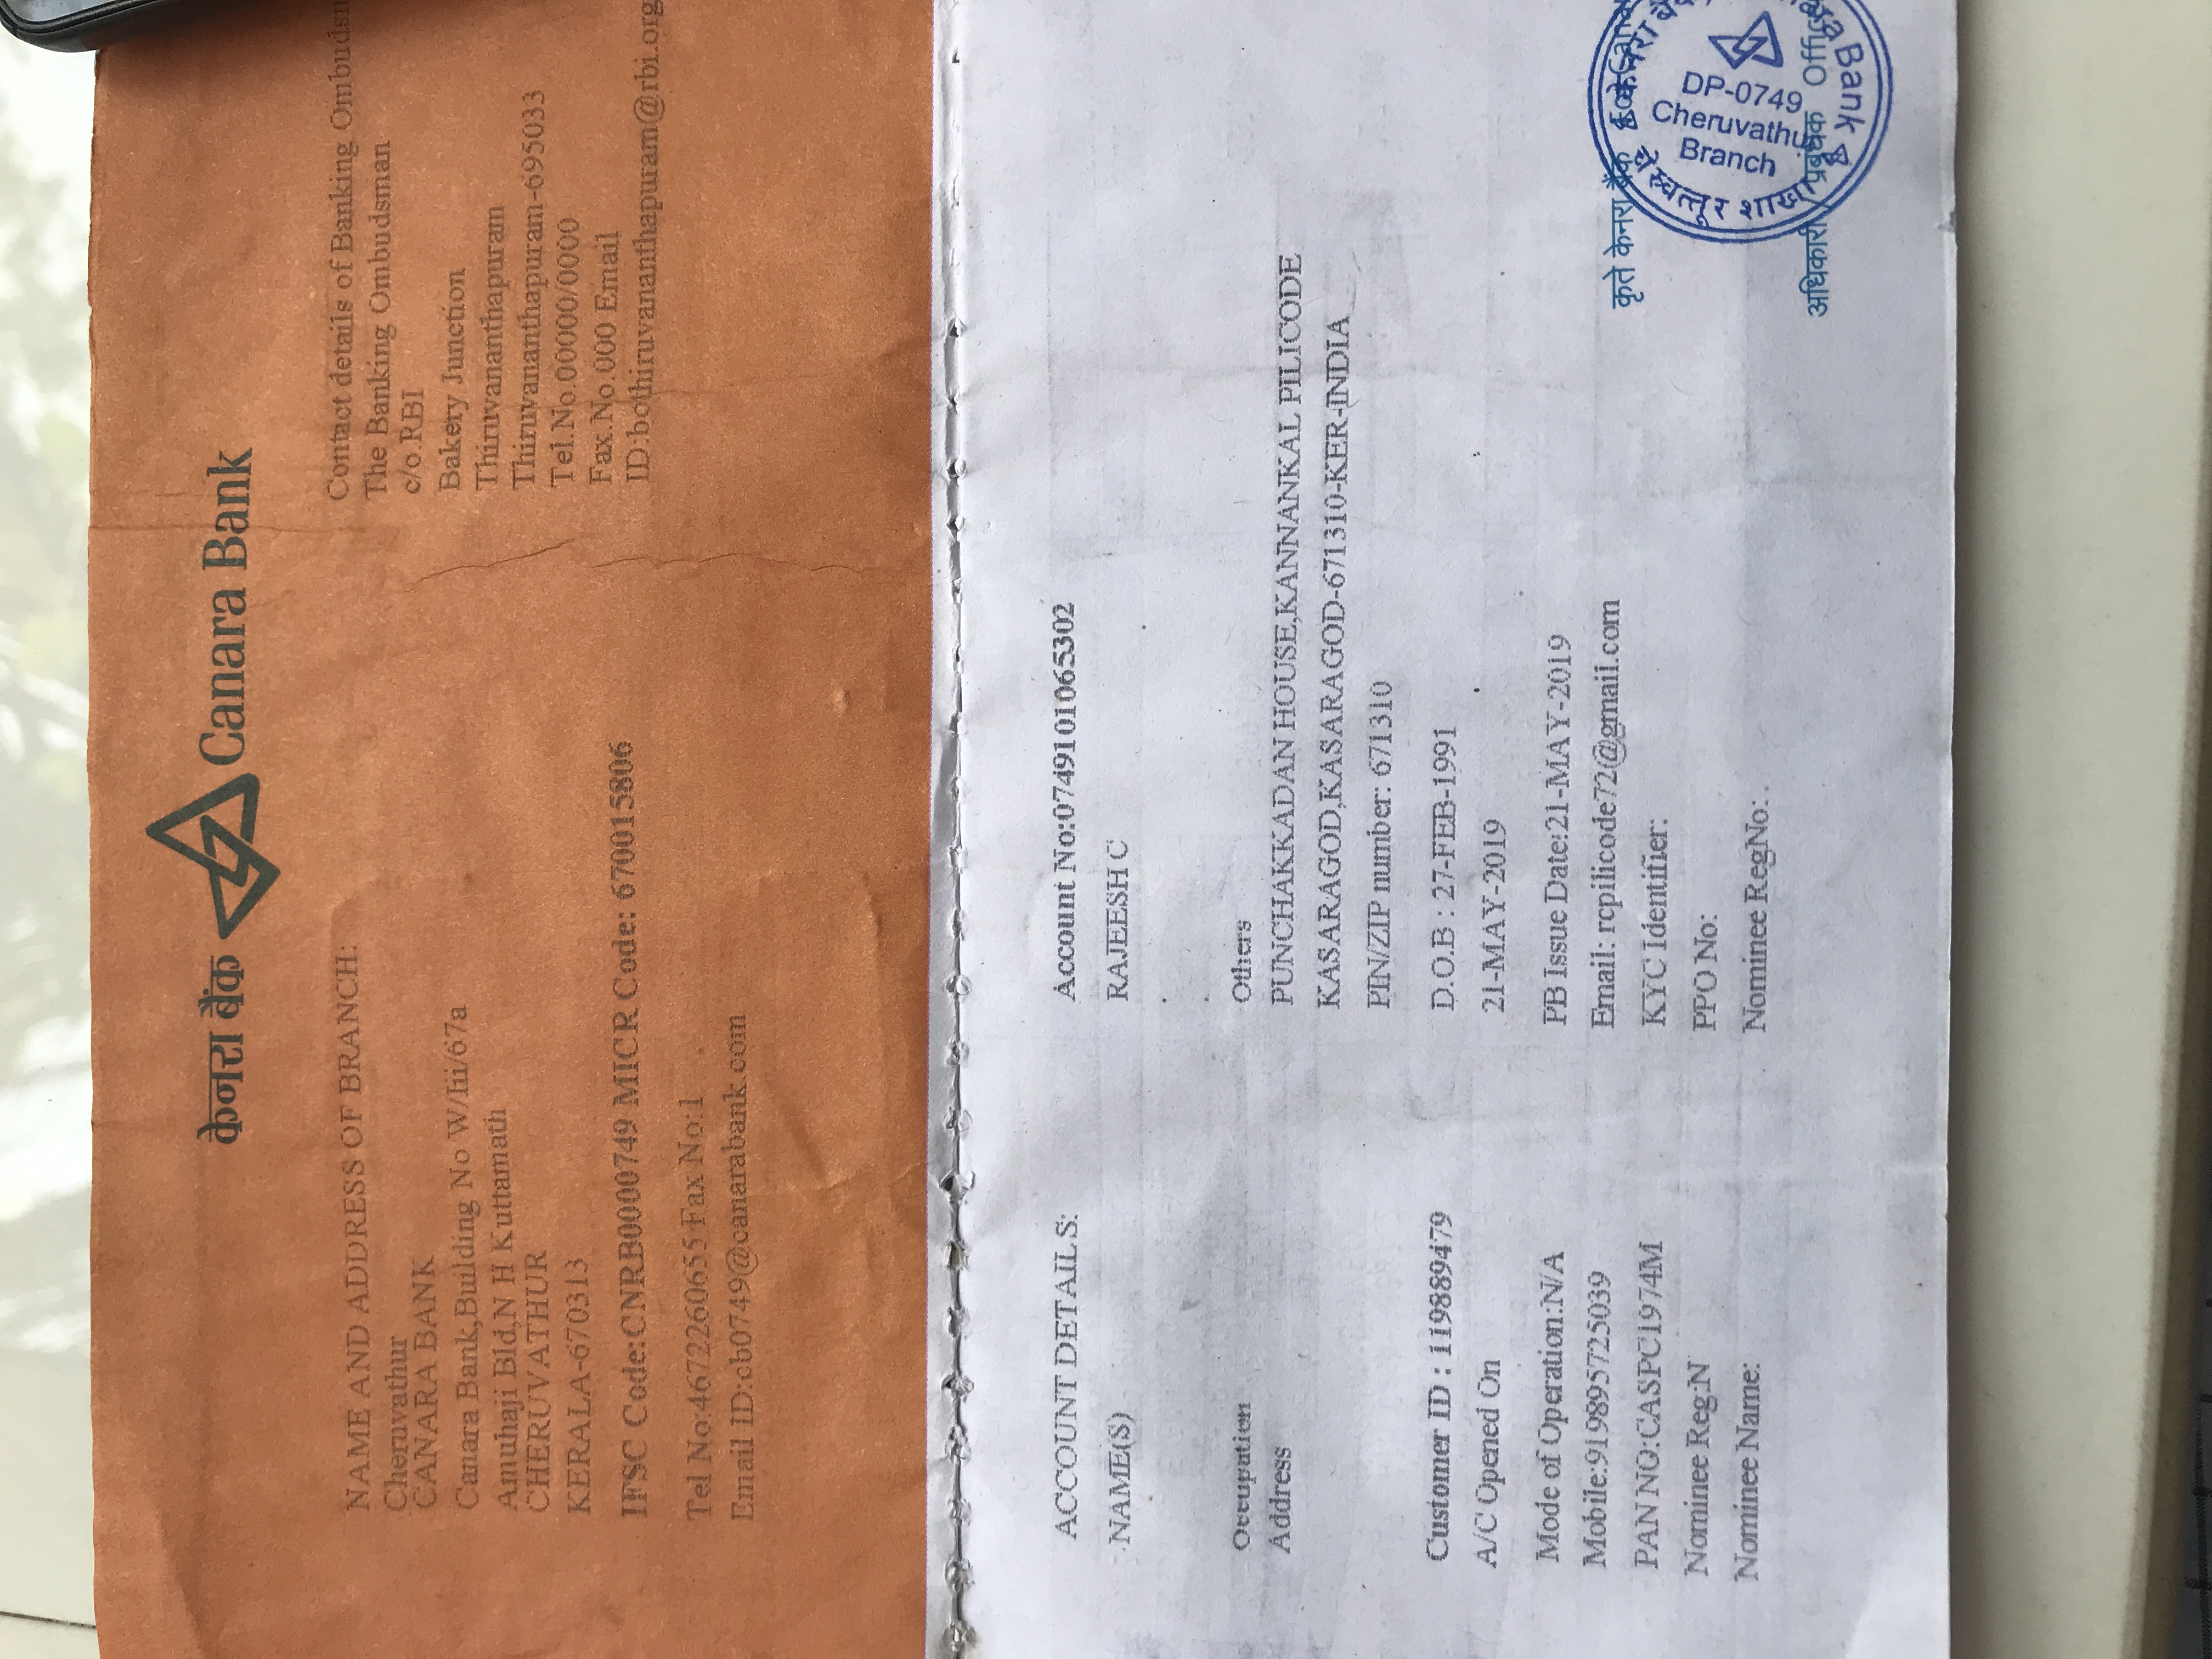 केनरा बैंक Canara Bank
NAME AND ADDRESS OF BRANCH:
Cheruvathur
CANARA BANK
Canara Bank,Building No W/Iii/67a
Amuhaji Bld,N H Kuttamath
CHERUVATHUR
KERALA-670313
IFSC Code:CNRB0000749 MICR Code: 670015806
Tel No:4672260655 Fax No:1
Email ID:cb0749@canarabank.com
Contact details of Banking
The Banking Ombudsman
c/o.RBI
Bakery Junction
Thiruvananthapuram
Thiruvananthapuram-695033
Tel.No.00000/0000
Fax.No.000 Email
ID:bothiruvananthapuram@rbi.org
ACCOUNT DETAILS: Account No:0749101065302
NAME(S) RAJEESH C
Occupation Others
Address PUNCHAKKADAN HOUSE,KANNANKAL PILICODE
KASARAGOD,KASARAGOD-671310-KER-INDIA
PIN/ZIP number: 671310
Customer ID : 119889479 D.O.B : 27-FEB-1991
A/C Opened On 21-MAY-2019
Mode of Operation:N/A PB Issue Date:21-MAY-2019
Mobile:919895725039 Email: rcpilicode72@gmail.com
PAN NO:CASPC1974M KYC Identifier:
Nominee Reg:N PPO No:
Nominee Name: Nominee RegNo: .
कृते केनरा बैंक For
DP-0749
Branch
शाखा
Bank
अधिकारी / प्रबंधक